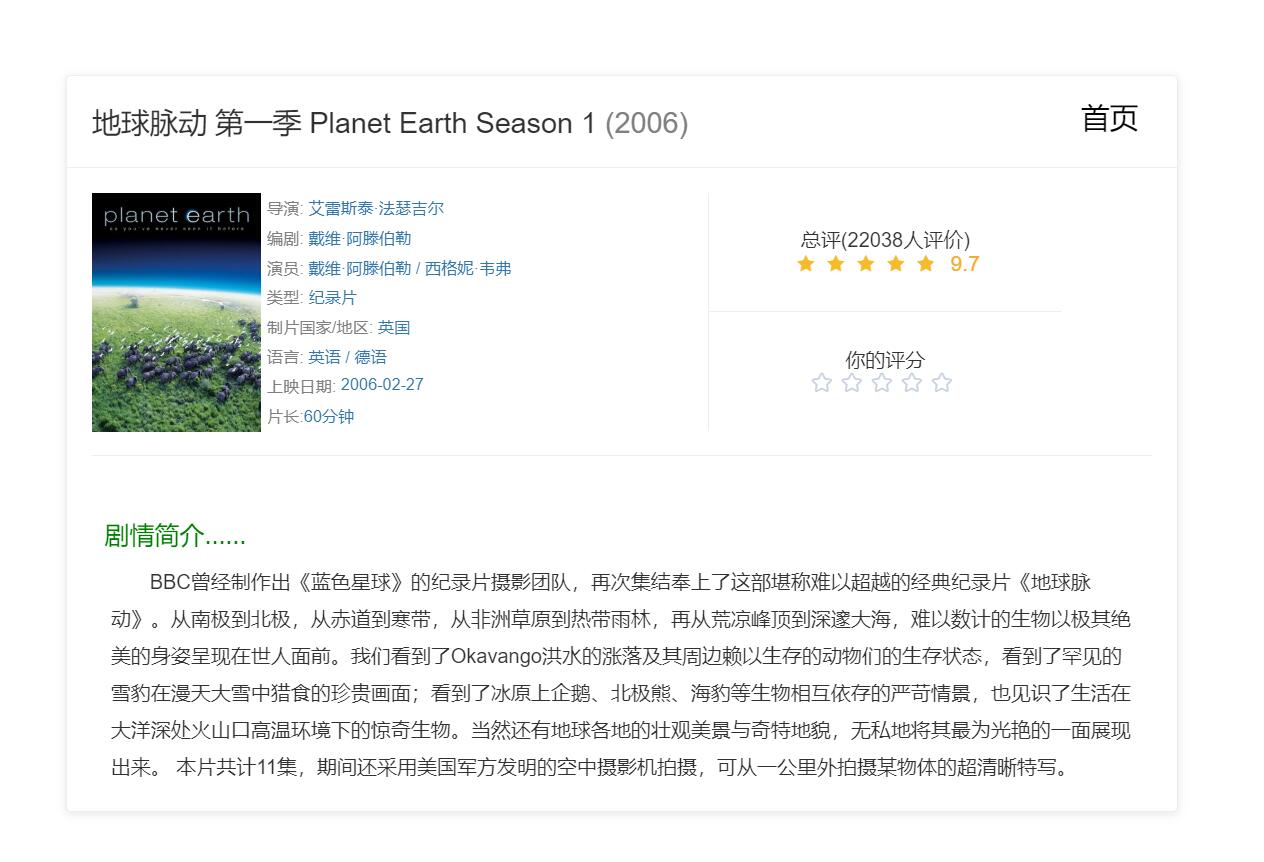 地球脉动 第一季 Planet Earth Season 1 (2006)
首页
planet earth
as you've never seen it before
导演: 艾雷斯泰·法瑟吉尔
编剧: 戴维·阿滕伯勒
演员: 戴维·阿滕伯勒 / 西格妮·韦弗
类型: 纪录片
制片国家/地区: 英国
语言: 英语 / 德语
上映日期: 2006-02-27
片长:60分钟
总评(22038人评价)
9.7
你的评分
剧情简介......
BBC曾经制作出《蓝色星球》的纪录片摄影团队，再次集结奉上了这部堪称难以超越的经典纪录片《地球脉
动》。从南极到北极，从赤道到寒带，从非洲草原到热带雨林，再从荒凉峰顶到深邃大海，难以数计的生物以极其绝
美的身姿呈现在世人面前。我们看到了Okavango洪水的涨落及其周边赖以生存的动物们的生存状态，看到了罕见的
雪豹在漫天大雪中猎食的珍贵画面；看到了冰原上企鹅、北极熊、海豹等生物相互依存的严苛情景，也见识了生活在
大洋深处火山口高温环境下的惊奇生物。当然还有地球各地的壮观美景与奇特地貌，无私地将其最为光艳的一面展现
出来。 本片共计11集，期间还采用美国军方发明的空中摄影机拍摄，可从一公里外拍摄某物体的超清晰特写。